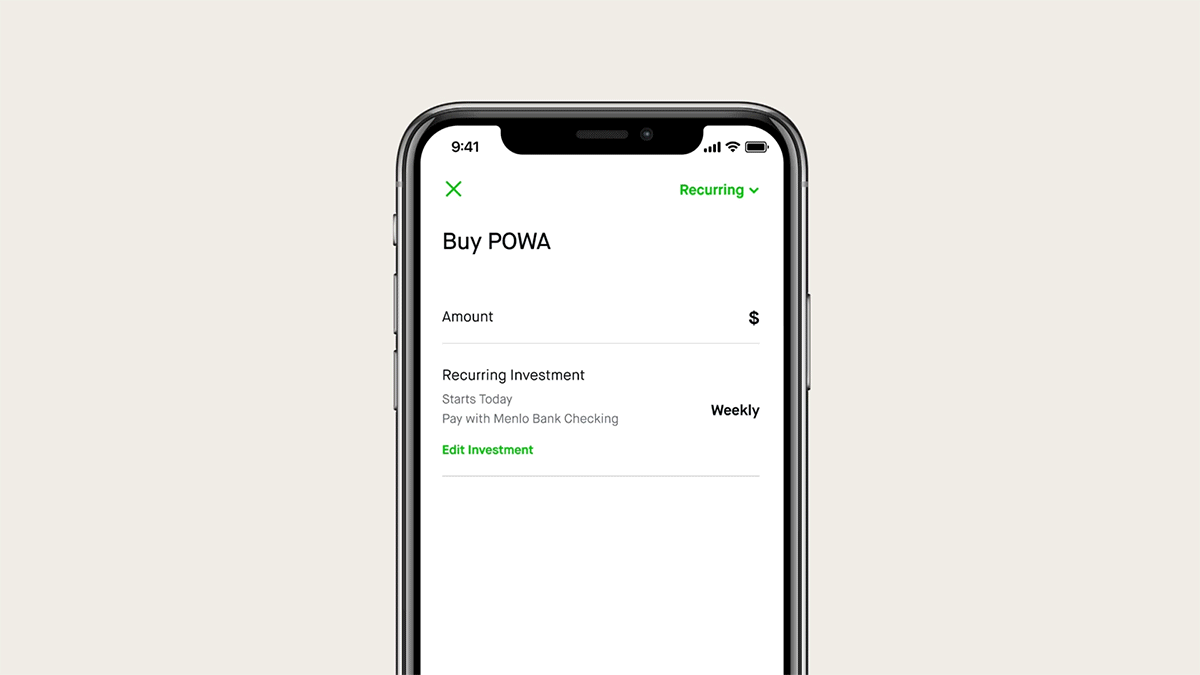 9:41
Recurring
Buy POWA
Amount
$
Recurring Investment
Starts Today
Pay with Menlo Bank Checking
Weekly
Edit Investment